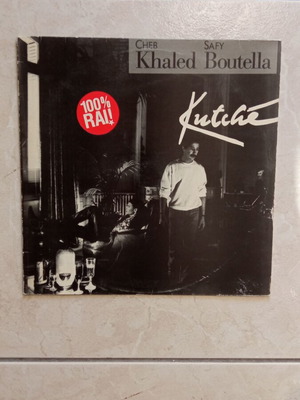 CHEB SAFY
Khaled Boutella
Kutché
100%
RAI!